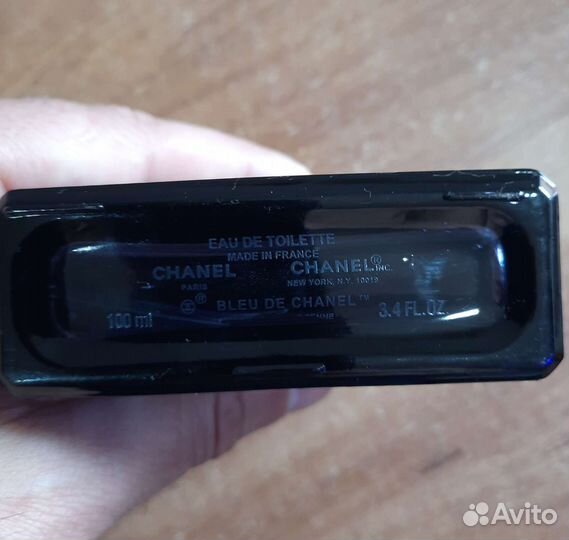 EAU DE TOILETTE
MADE IN FRANCE
CHANEL CHANEL®INC.
PARIS NEW YORK, N.Y. 10019
® BLEU DE CHANEL™
100 ml 3.4 FL.OZ.
Avito